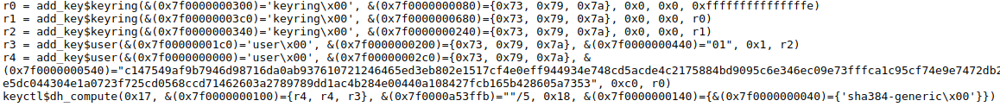 r0 = add_key$keyring(&(0x7f0000000300)='keyring\x00', &(0x7f0000000080)={0x73, 0x79, 0x7a}, 0x0, 0x0, 0xfffffffffffffffe)
r1 = add_key$keyring(&(0x7f00000003c0)='keyring\x00', &(0x7f0000000680)={0x73, 0x79, 0x7a}, 0x0, 0x0, r0)
r2 = add_key$keyring(&(0x7f0000000340)='keyring\x00', &(0x7f0000000240)={0x73, 0x79, 0x7a}, 0x0, 0x0, r1)
r3 = add_key$user(&(0x7f00000001c0)='user\x00', &(0x7f0000000200)={0x73, 0x79, 0x7a}, &(0x7f0000000440)="01", 0x1, r2)
r4 = add_key$user(&(0x7f0000000000)='user\x00', &(0x7f00000002c0)={0x73, 0x79, 0x7a}, &
(0x7f0000000540)="c147549af9b7946d98716da0ab937610721246465ed3eb802e1517cf4e0eff944934e748cd5acde4c2175884bd9095c6e346ec09e73fffca1c95cf74e9e7472db2
e5dc044304e1a0723f725cd0568ccd71462603a2789789dd1ac4b284e00440a108427fcb165b428605a7353", 0xc0, r0)
keyctl$dh_compute(0x17, &(0x7f0000000100)={r4, r4, r3}, &(0x7f0000a53ffb)=""/5, 0x18, &(0x7f0000000140)={&(0x7f0000000040)={'sha384-generic\x00'}})